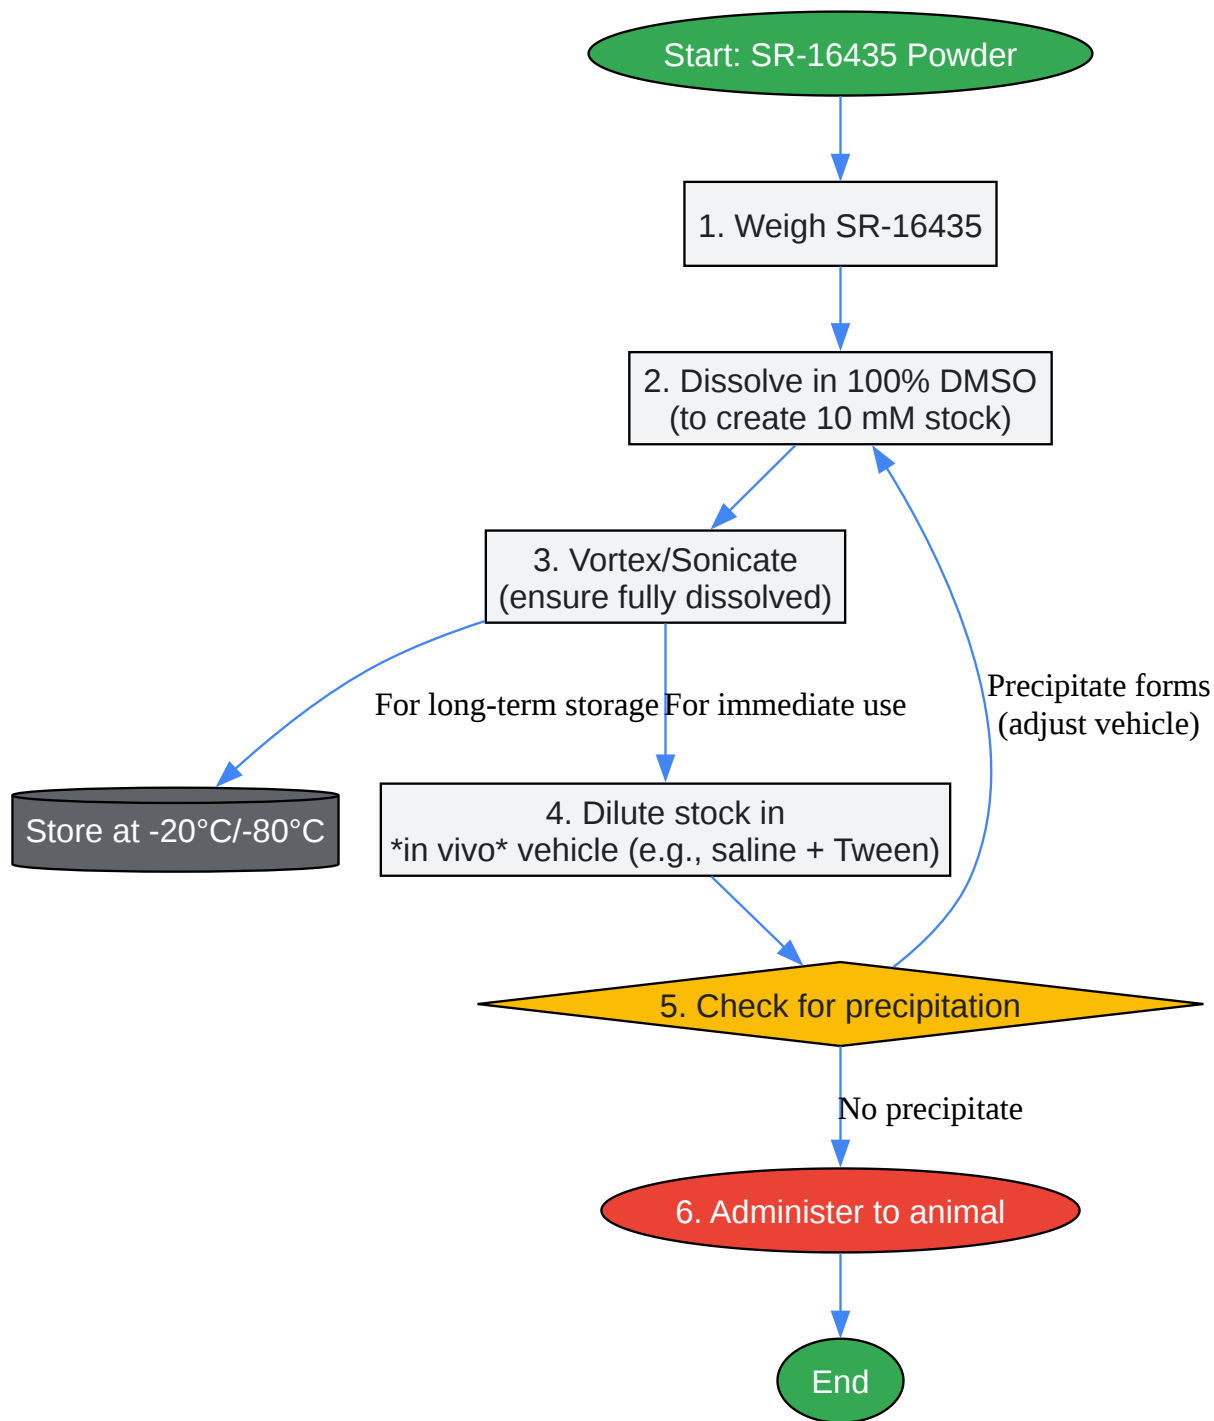 Start: SR-16435 Powder
1. Weigh SR-16435
2. Dissolve in 100% DMSO
(to create 10 mM stock)
3. Vortex/Sonicate
(ensure fully dissolved)
For long-term storage
For immediate use
Precipitate forms
(adjust vehicle)
Store at -20°C/-80°C
4. Dilute stock in
*in vivo* vehicle (e.g., saline + Tween)
5. Check for precipitation
No precipitate
6. Administer to animal
End